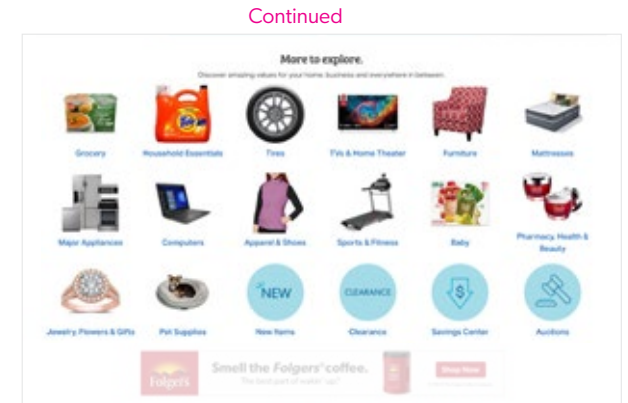 Continued
More to explore.
Discover amazing values for your home, business and everywhere in between.
Tide
Grocery
Household Essentials
Tires
TVs & Home Theater
Furniture
Mattresses
Major Appliances
Computers
Apparel & Shoes
Sports & Fitness
Baby
Pharmacy, Health &
Beauty
NEW
CLEARANCE
$
Jewelry, Flowers & Gifts
Pet Supplies
New Items
Clearance
Savings Center
Auctions
Folgers
Smell the Folgers® coffee.
The best part of wakin' up.®
Shop Now